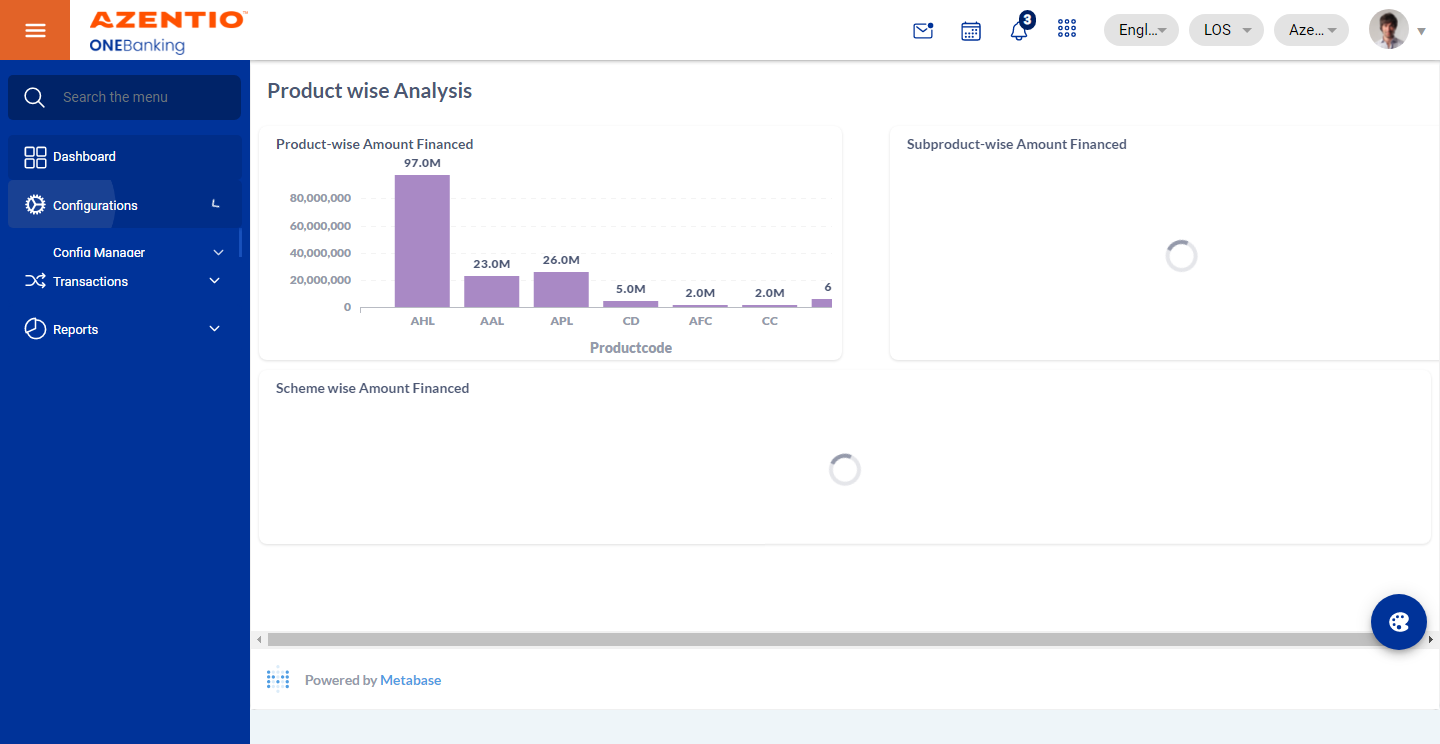 AZENTIO™
ONEBanking
3
Engl...
LOS
Aze...
Search the menu
Dashboard
Configurations
Config Manager
Transactions
Reports
Product wise Analysis
Product-wise Amount Financed
97.0M
80,000,000
60,000,000
40,000,000
20,000,000
0
23.0M
26.0M
5.0M
2.0M
2.0M
6
AHL
AAL
APL
CD
AFC
CC
Productcode
Subproduct-wise Amount Financed
Scheme wise Amount Financed
Powered by Metabase